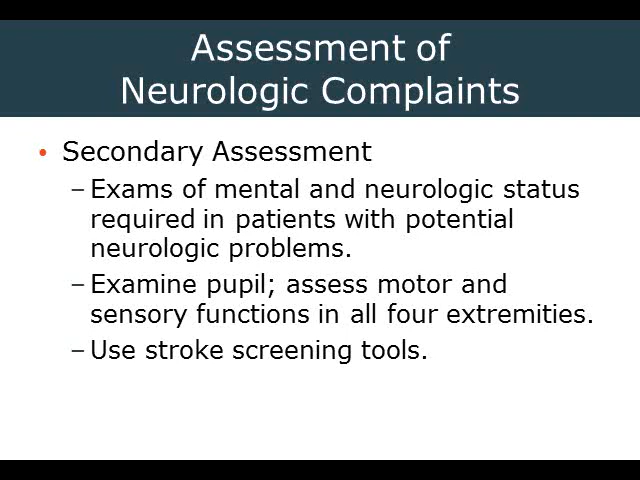 Assessment of
Neurologic Complaints
• Secondary Assessment
– Exams of mental and neurologic status
required in patients with potential
neurologic problems.
– Examine pupil; assess motor and
sensory functions in all four extremities.
– Use stroke screening tools.